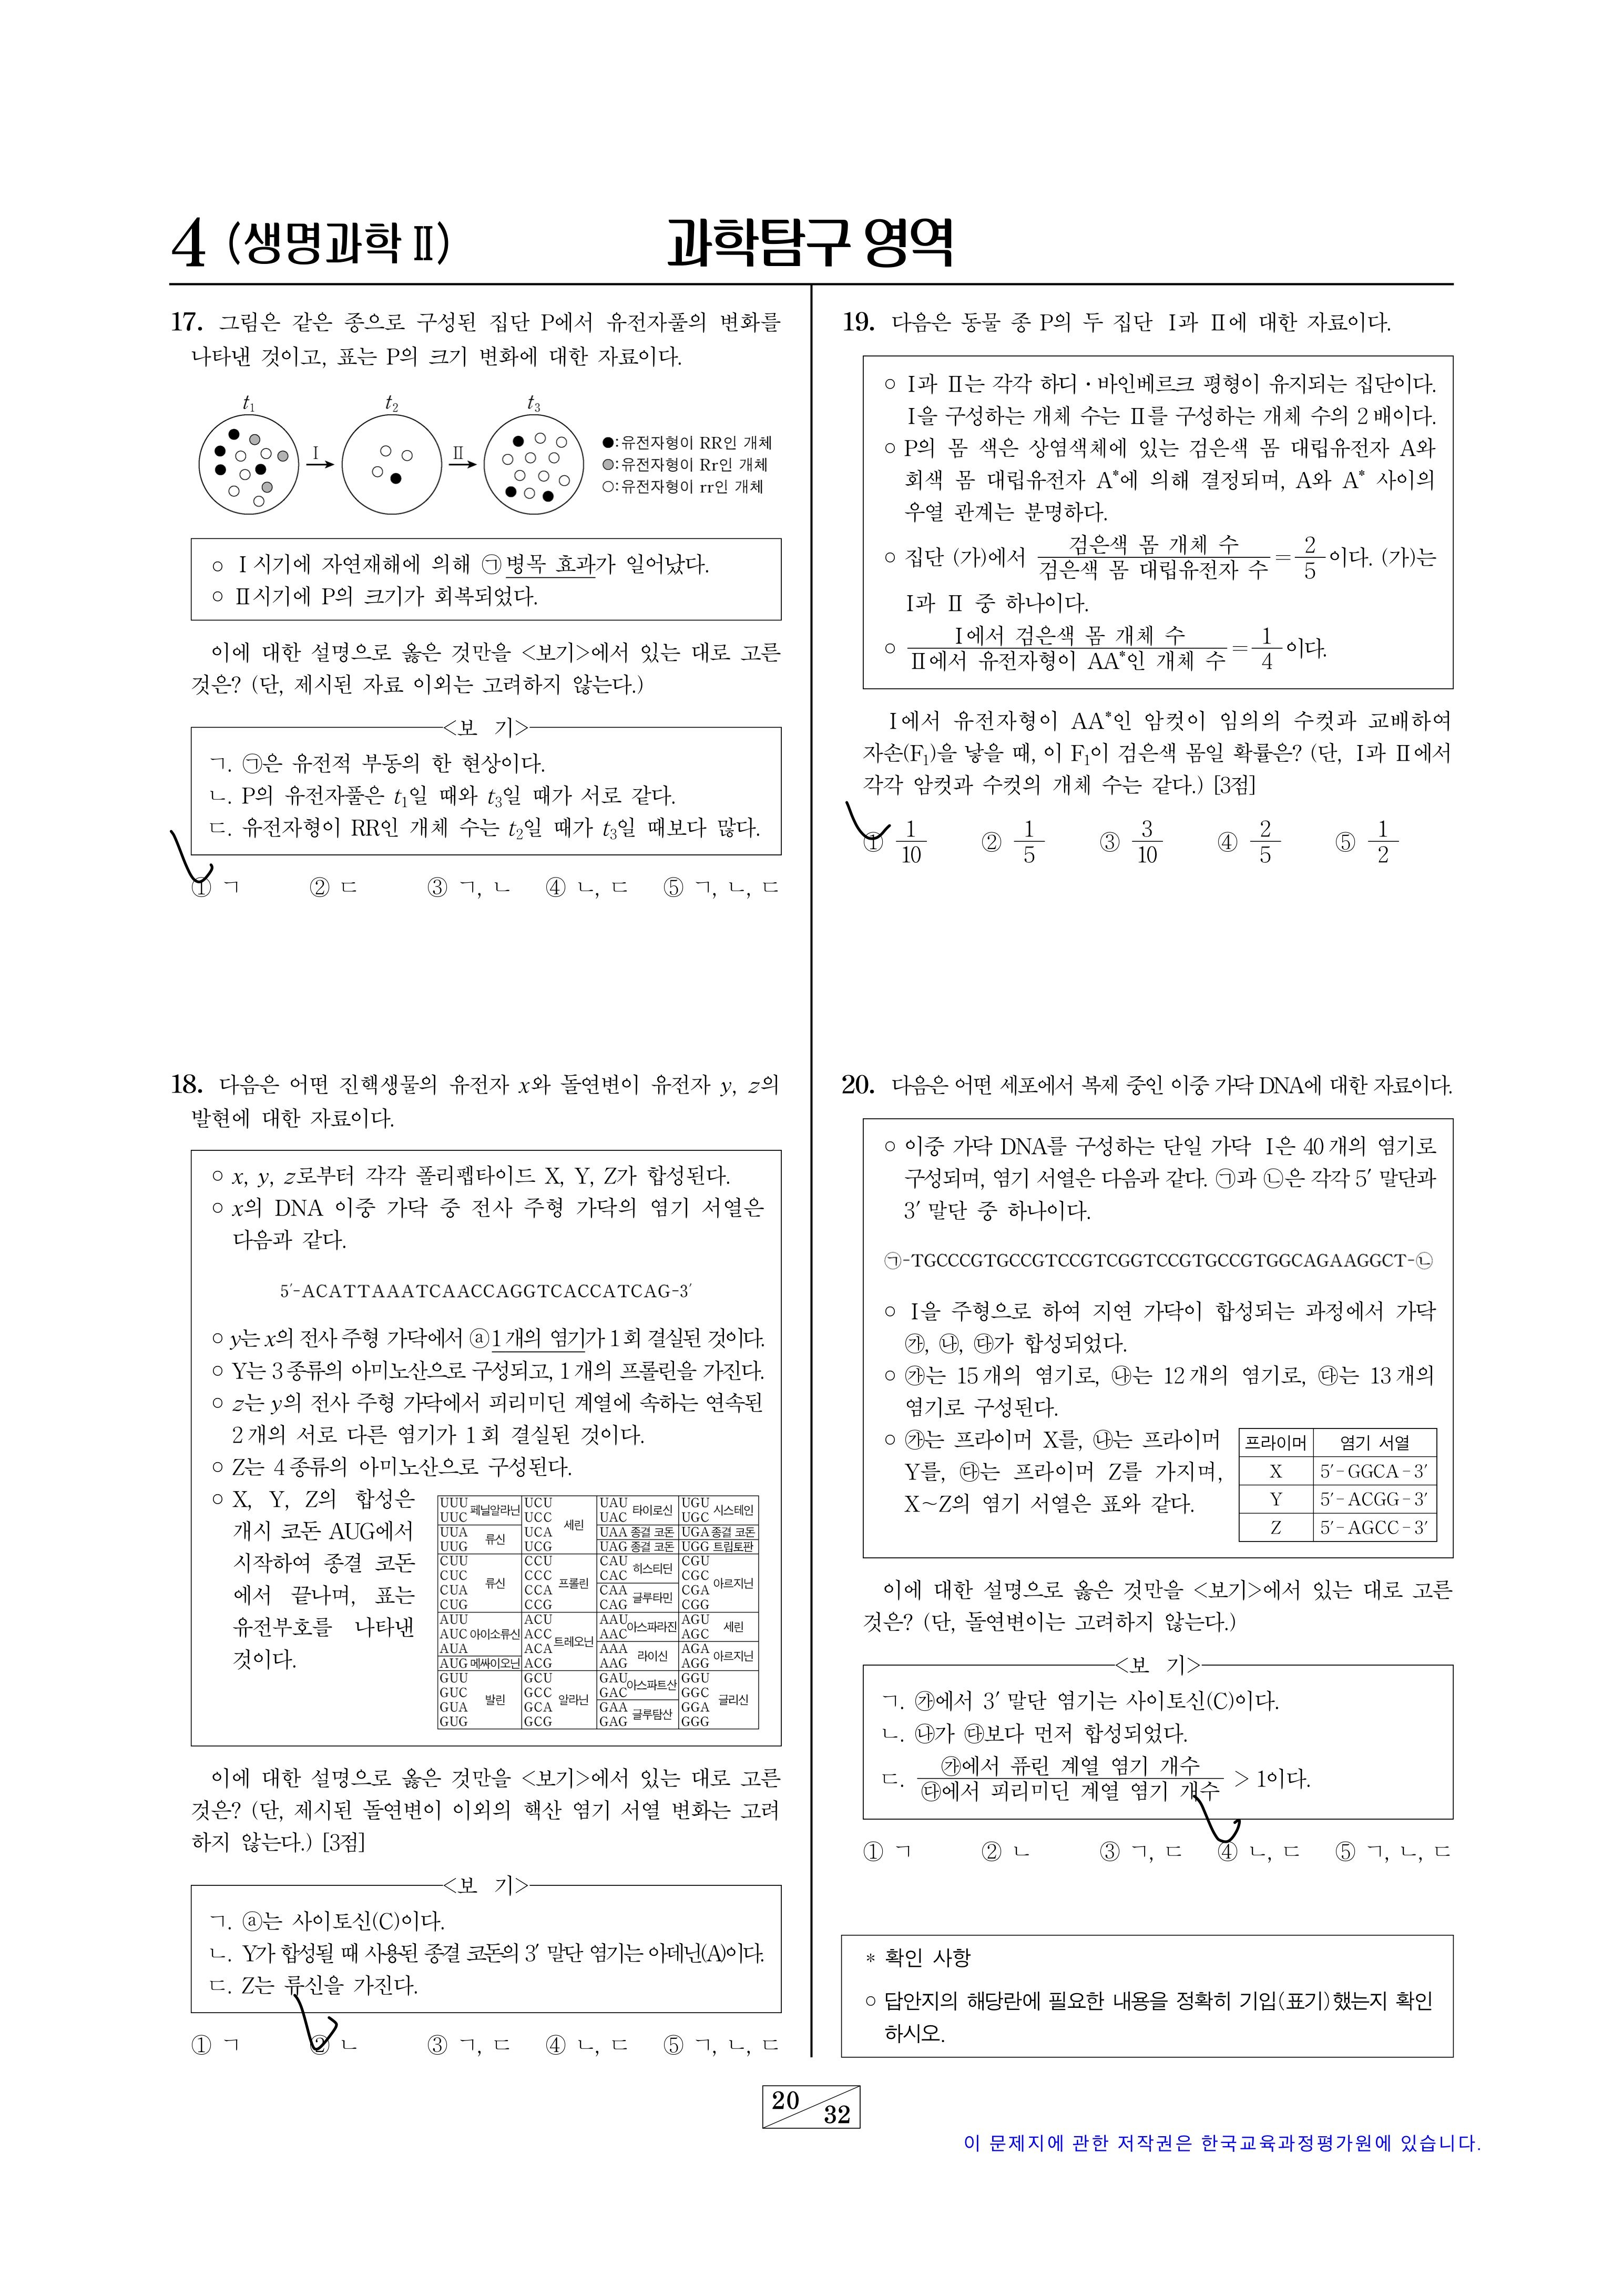 4 (생명과학Ⅱ) 과학탐구 영역
17. 그림은 같은 종으로 구성된 집단 P에서 유전자풀의 변화를
나타낸 것이고, 표는 P의 크기 변화에 대한 자료이다.
t₁ t₂ t₃
Ⅰ Ⅱ
●: 유전자형이 RR인 개체
●: 유전자형이 Rr인 개체
○: 유전자형이 rr인 개체
○ Ⅰ시기에 자연재해에 의해 ㉠병목 효과가 일어났다.
○ Ⅱ시기에 P의 크기가 회복되었다.
이에 대한 설명으로 옳은 것만을 <보기>에서 있는 대로 고른
것은? (단, 제시된 자료 이외는 고려하지 않는다.)
<보 기>
ㄱ. ㉠은 유전적 부동의 한 현상이다.
ㄴ. P의 유전자풀은 t₁일 때와 t₃일 때가 서로 같다.
ㄷ. 유전자형이 RR인 개체 수는 t₂일 때가 t₃일 때보다 많다.
① ㄱ ② ㄷ ③ ㄱ, ㄴ ④ ㄴ, ㄷ ⑤ ㄱ, ㄴ, ㄷ
18. 다음은 어떤 진핵생물의 유전자 x와 돌연변이 유전자 y, z의
발현에 대한 자료이다.
○ x, y, z로부터 각각 폴리펩타이드 X, Y, Z가 합성된다.
○ x의 DNA 이중 가닥 중 전사 주형 가닥의 염기 서열은
다음과 같다.
5′-ACATTAAATCAACCAGGTCACCATCAG-3′
○ y는 x의 전사 주형 가닥에서 ⓐ1개의 염기가 1회 결실된 것이다.
○ Y는 3종류의 아미노산으로 구성되고, 1개의 프롤린을 가진다.
○ z는 y의 전사 주형 가닥에서 피리미딘 계열에 속하는 연속된
2개의 서로 다른 염기가 1회 결실된 것이다.
○ Z는 4종류의 아미노산으로 구성된다.
○ X, Y, Z의 합성은
개시 코돈 AUG에서
시작하여 종결 코돈
에서 끝나며, 표는
유전부호를 나타낸
것이다.
UUU 페닐알라닌 UCU 세린 UAU 타이로신 UGU 시스테인
UUC UCC UAC UGC
UUA 류신 UCA UAA 종결 코돈 UGA 종결 코돈
UUG UCG UAG 종결 코돈 UGG 트립토판
CUU 류신 CCU 프롤린 CAU 히스티딘 CGU 아르지닌
CUC CCC CAC CGC
CUA CCA CAA 글루타민 CGA
CUG CCG CAG CGG
AUU 아이소류신 ACU 트레오닌 AAU 아스파라진 AGU 세린
AUC ACC AAC AGC
AUA ACA AAA 라이신 AGA 아르지닌
AUG 메싸이오닌 ACG AAG AGG
GUU 발린 GCU 알라닌 GAU 아스파트산 GGU 글리신
GUC GCC GAC GGC
GUA GCA GAA 글루탐산 GGA
GUG GCG GAG GGG
이에 대한 설명으로 옳은 것만을 <보기>에서 있는 대로 고른
것은? (단, 제시된 돌연변이 이외의 핵산 염기 서열 변화는 고려
하지 않는다.) [3점]
<보 기>
ㄱ. ⓐ는 사이토신(C)이다.
ㄴ. Y가 합성될 때 사용된 종결 코돈의 3′ 말단 염기는 아데닌(A)이다.
ㄷ. Z는 류신을 가진다.
① ㄱ ② ㄴ ③ ㄱ, ㄷ ④ ㄴ, ㄷ ⑤ ㄱ, ㄴ, ㄷ
19. 다음은 동물 종 P의 두 집단 Ⅰ과 Ⅱ에 대한 자료이다.
○ Ⅰ과 Ⅱ는 각각 하디·바인베르크 평형이 유지되는 집단이다.
Ⅰ을 구성하는 개체 수는 Ⅱ를 구성하는 개체 수의 2배이다.
○ P의 몸 색은 상염색체에 있는 검은색 몸 대립유전자 A와
회색 몸 대립유전자 A*에 의해 결정되며, A와 A* 사이의
우열 관계는 분명하다.
○ 집단 (가)에서 검은색 몸 개체 수 / 검은색 몸 대립유전자 수 = 2/5 이다. (가)는
Ⅰ과 Ⅱ 중 하나이다.
○ Ⅰ에서 검은색 몸 개체 수 / Ⅱ에서 유전자형이 AA*인 개체 수 = 1/4 이다.
Ⅰ에서 유전자형이 AA*인 암컷이 임의의 수컷과 교배하여
자손(F₁)을 낳을 때, 이 F₁이 검은색 몸일 확률은? (단, Ⅰ과 Ⅱ에서
각각 암컷과 수컷의 개체 수는 같다.) [3점]
① 1/10 ② 1/5 ③ 3/10 ④ 2/5 ⑤ 1/2
20. 다음은 어떤 세포에서 복제 중인 이중 가닥 DNA에 대한 자료이다.
○ 이중 가닥 DNA를 구성하는 단일 가닥 Ⅰ은 40개의 염기로
구성되며, 염기 서열은 다음과 같다. ㉠과 ㉡은 각각 5′ 말단과
3′ 말단 중 하나이다.
㉠-TGCCCGTGCCGTCCGTCGGTCCGTGCCGTGGCAGAAGGCT-㉡
○ Ⅰ을 주형으로 하여 지연 가닥이 합성되는 과정에서 가닥
㉮, ㉯, ㉰가 합성되었다.
○ ㉮는 15개의 염기로, ㉯는 12개의 염기로, ㉰는 13개의
염기로 구성된다.
○ ㉮는 프라이머 X를, ㉯는 프라이머
Y를, ㉰는 프라이머 Z를 가지며,
X~Z의 염기 서열은 표와 같다.
프라이머 염기 서열
X 5′-GGCA-3′
Y 5′-ACGG-3′
Z 5′-AGCC-3′
이에 대한 설명으로 옳은 것만을 <보기>에서 있는 대로 고른
것은? (단, 돌연변이는 고려하지 않는다.)
<보 기>
ㄱ. ㉮에서 3′ 말단 염기는 사이토신(C)이다.
ㄴ. ㉯가 ㉰보다 먼저 합성되었다.
ㄷ. ㉮에서 퓨린 계열 염기 개수 / ㉰에서 피리미딘 계열 염기 개수 > 1이다.
① ㄱ ② ㄴ ③ ㄱ, ㄷ ④ ㄴ, ㄷ ⑤ ㄱ, ㄴ, ㄷ
* 확인 사항
○ 답안지의 해당란에 필요한 내용을 정확히 기입(표기)했는지 확인
하시오.
20 32
이 문제지에 관한 저작권은 한국교육과정평가원에 있습니다.